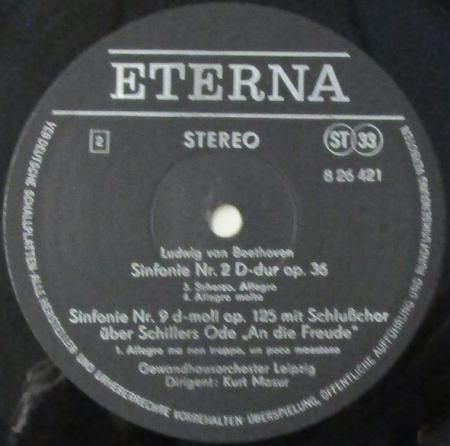 ETERNA
2 STEREO ST 33
8 26 421
Ludwig van Beethoven
Sinfonie Nr. 2 D-dur op. 36
3. Scherzo. Allegro
4. Allegro molto
Sinfonie Nr. 9 d-moll op. 125 mit Schlußchor
über Schillers Ode „An die Freude"
1. Allegro ma non troppo, un poco maestoso
Gewandhausorchester Leipzig
Dirigent: Kurt Masur
VEB DEUTSCHE SCHALLPLATTEN · ALLE HERSTELLER- UND URHEBERRECHTE VORBEHALTEN · ÜBERSPIELUNG, ÖFFENTLICHE AUFFÜHRUNG UND RUNDFUNKSENDUNG VERBOTEN